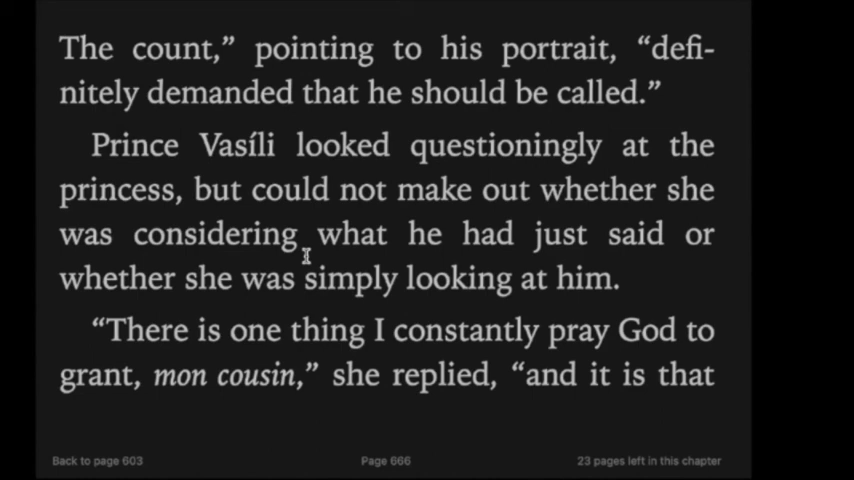 The count,” pointing to his portrait, “defi-
nitely demanded that he should be called.”
Prince Vasíli looked questioningly at the
princess, but could not make out whether she
was considering what he had just said or
whether she was simply looking at him.
“There is one thing I constantly pray God to
grant, mon cousin,” she replied, “and it is that
Back to page 603
Page 666
23 pages left in this chapter